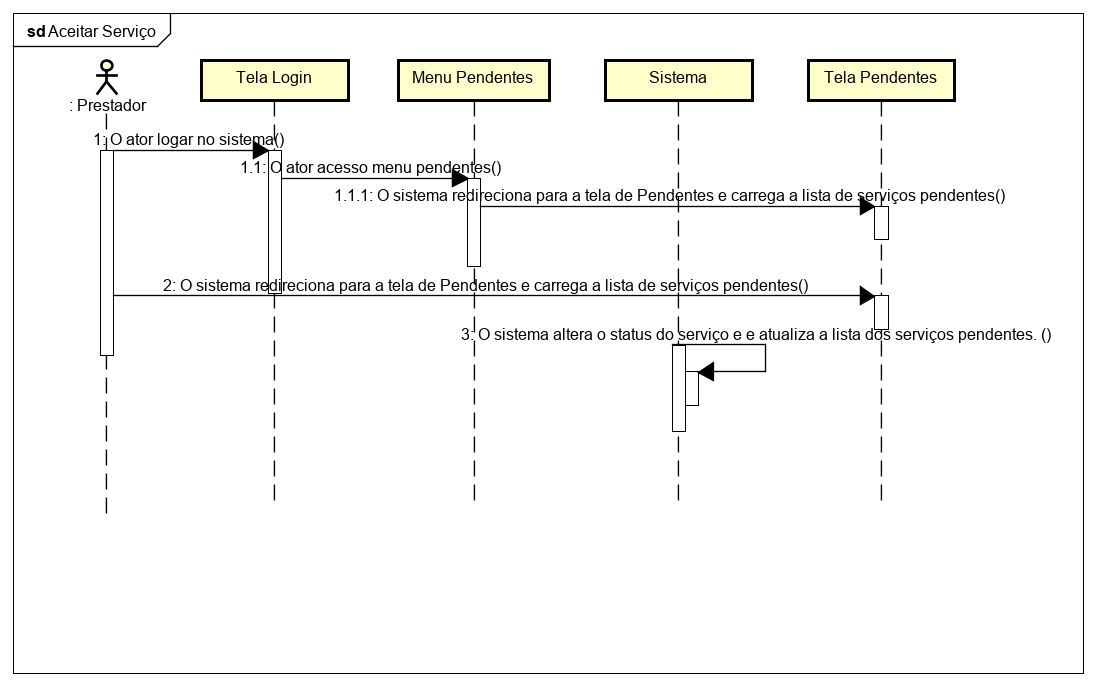 sd Aceitar Serviço
: Prestador
Tela Login
Menu Pendentes
Sistema
Tela Pendentes
1: O ator logar no sistema()
1.1: O ator acesso menu pendentes()
1.1.1: O sistema redireciona para a tela de Pendentes e carrega a lista de serviços pendentes()
2: O sistema redireciona para a tela de Pendentes e carrega a lista de serviços pendentes()
3: O sistema altera o status do serviço e e atualiza a lista dos serviços pendentes. ()